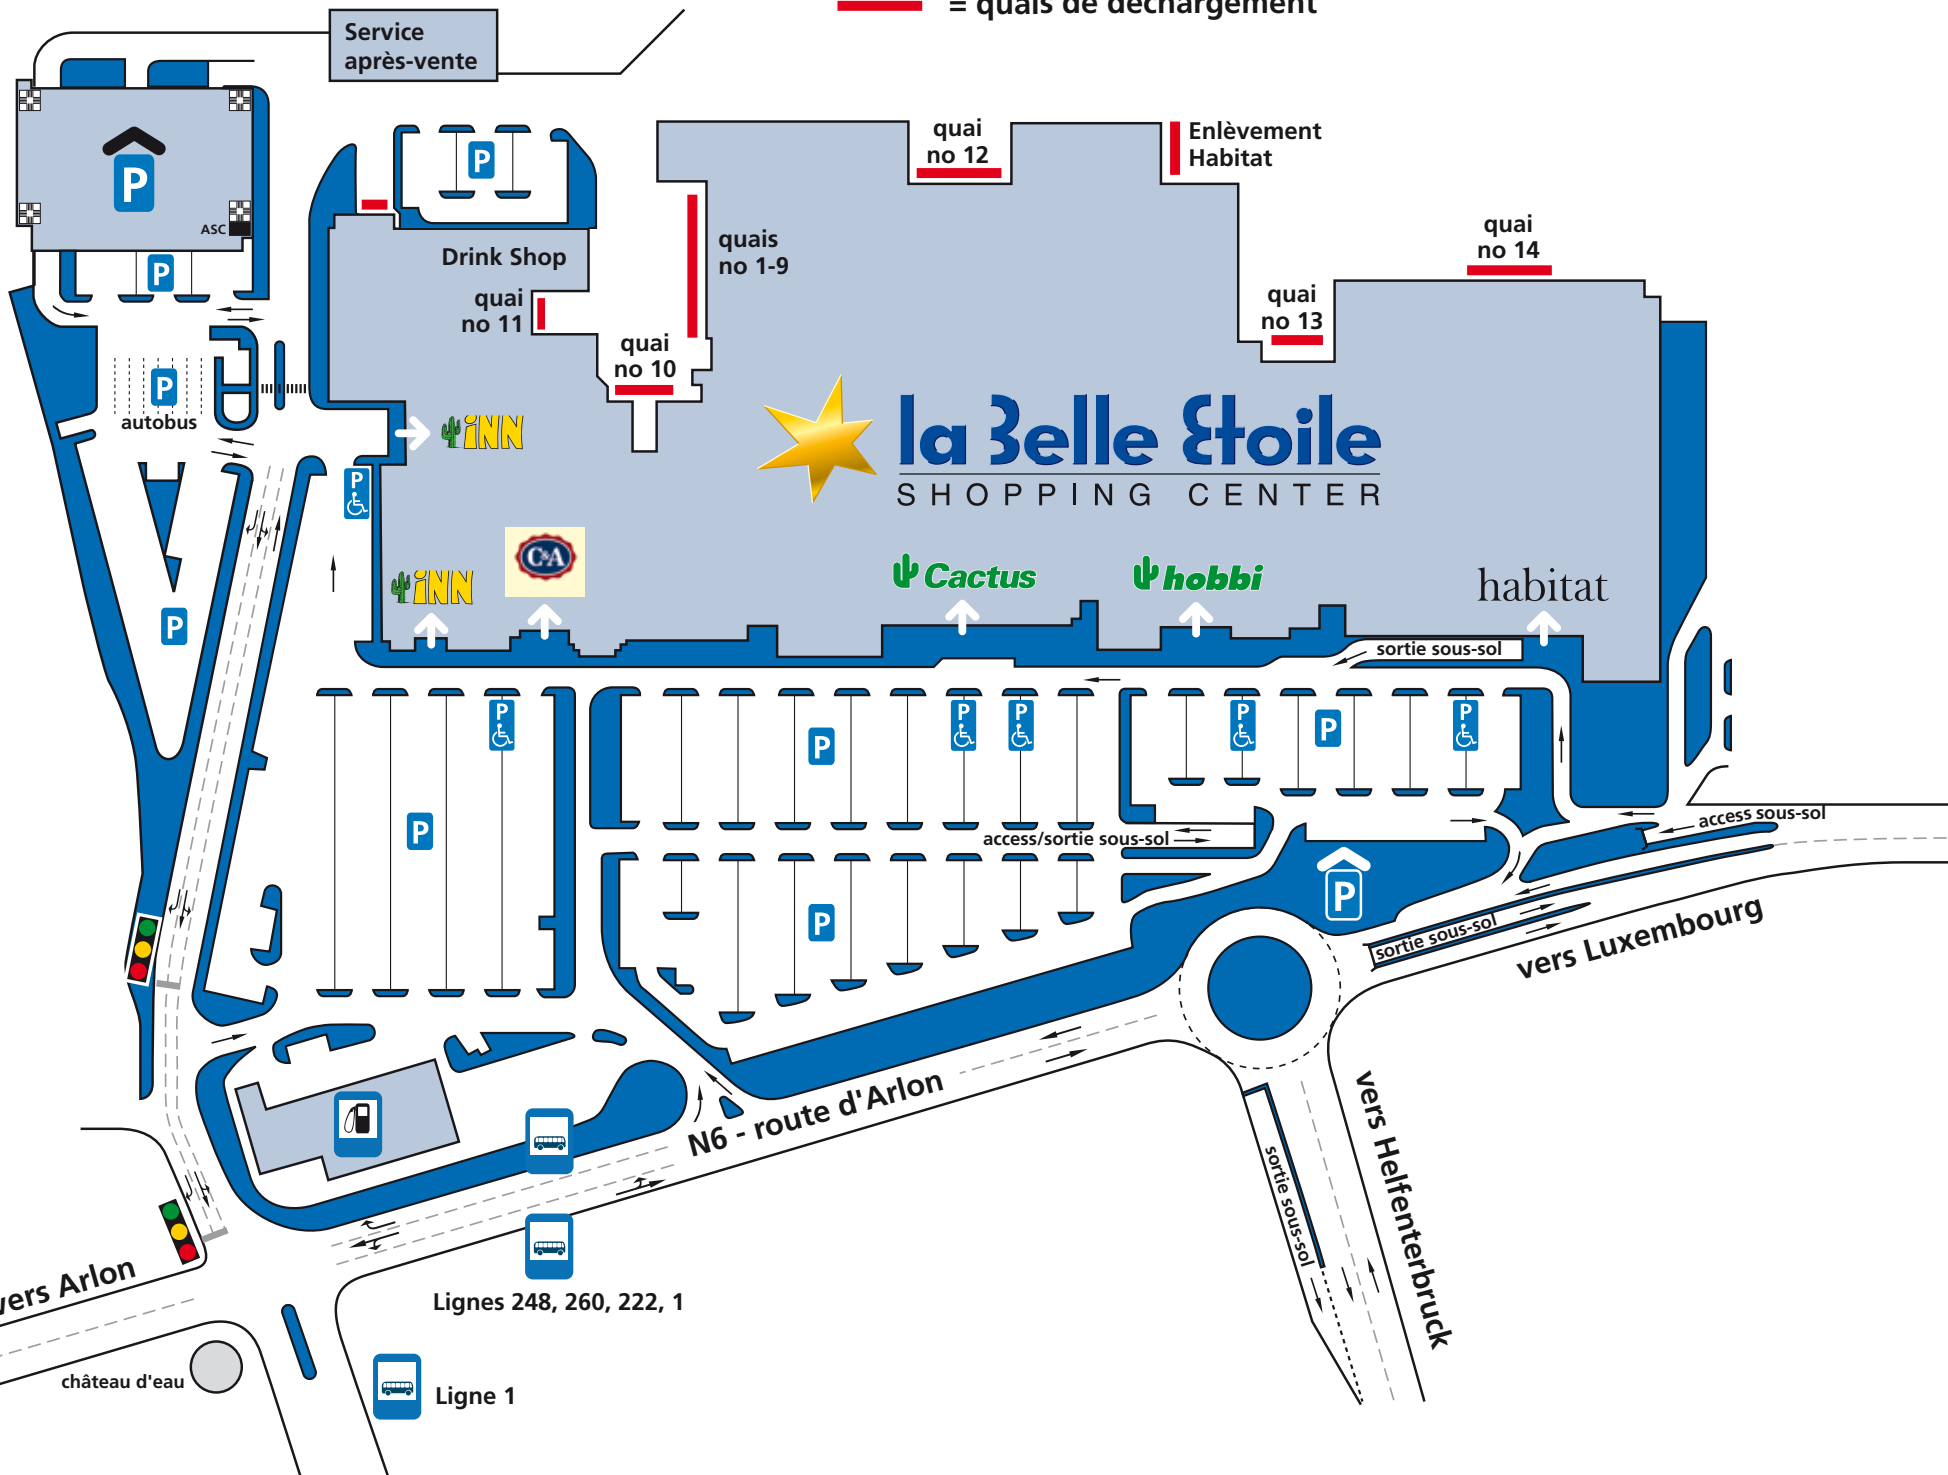 = quais de déchargement
Service
après-vente
quai
no 12
Enlèvement
Habitat
P
P
ASC
quai
no 14
Drink Shop
quais
no 1-9
P
quai
no 11
quai
no 13
quai
no 10
P
autobus
iNN
la Belle Etoile
SHOPPING CENTER
P
C&A
iNN
Cactus
hobbi
habitat
P
sortie sous-sol
P
P
P
P
P
P
P
P
access sous-sol
access/sortie sous-sol
P
P
sortie sous-sol
vers Luxembourg
N6 - route d'Arlon
vers Helfenterbruck
sortie sous-sol
vers Arlon
Lignes 248, 260, 222, 1
château d'eau
Ligne 1